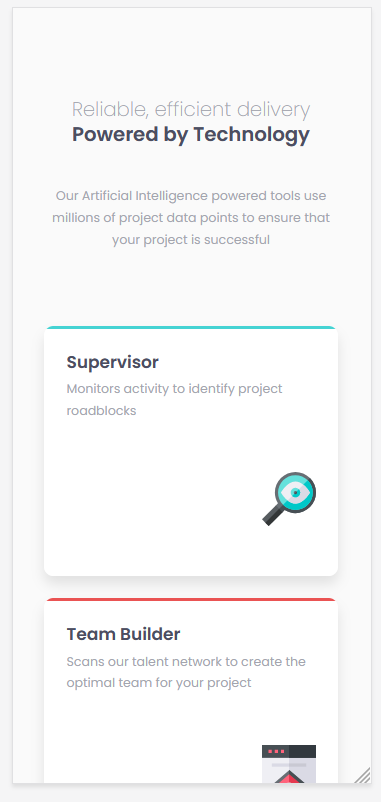 Reliable, efficient delivery
Powered by Technology
Our Artificial Intelligence powered tools use
millions of project data points to ensure that
your project is successful
Supervisor
Monitors activity to identify project
roadblocks
Team Builder
Scans our talent network to create the
optimal team for your project